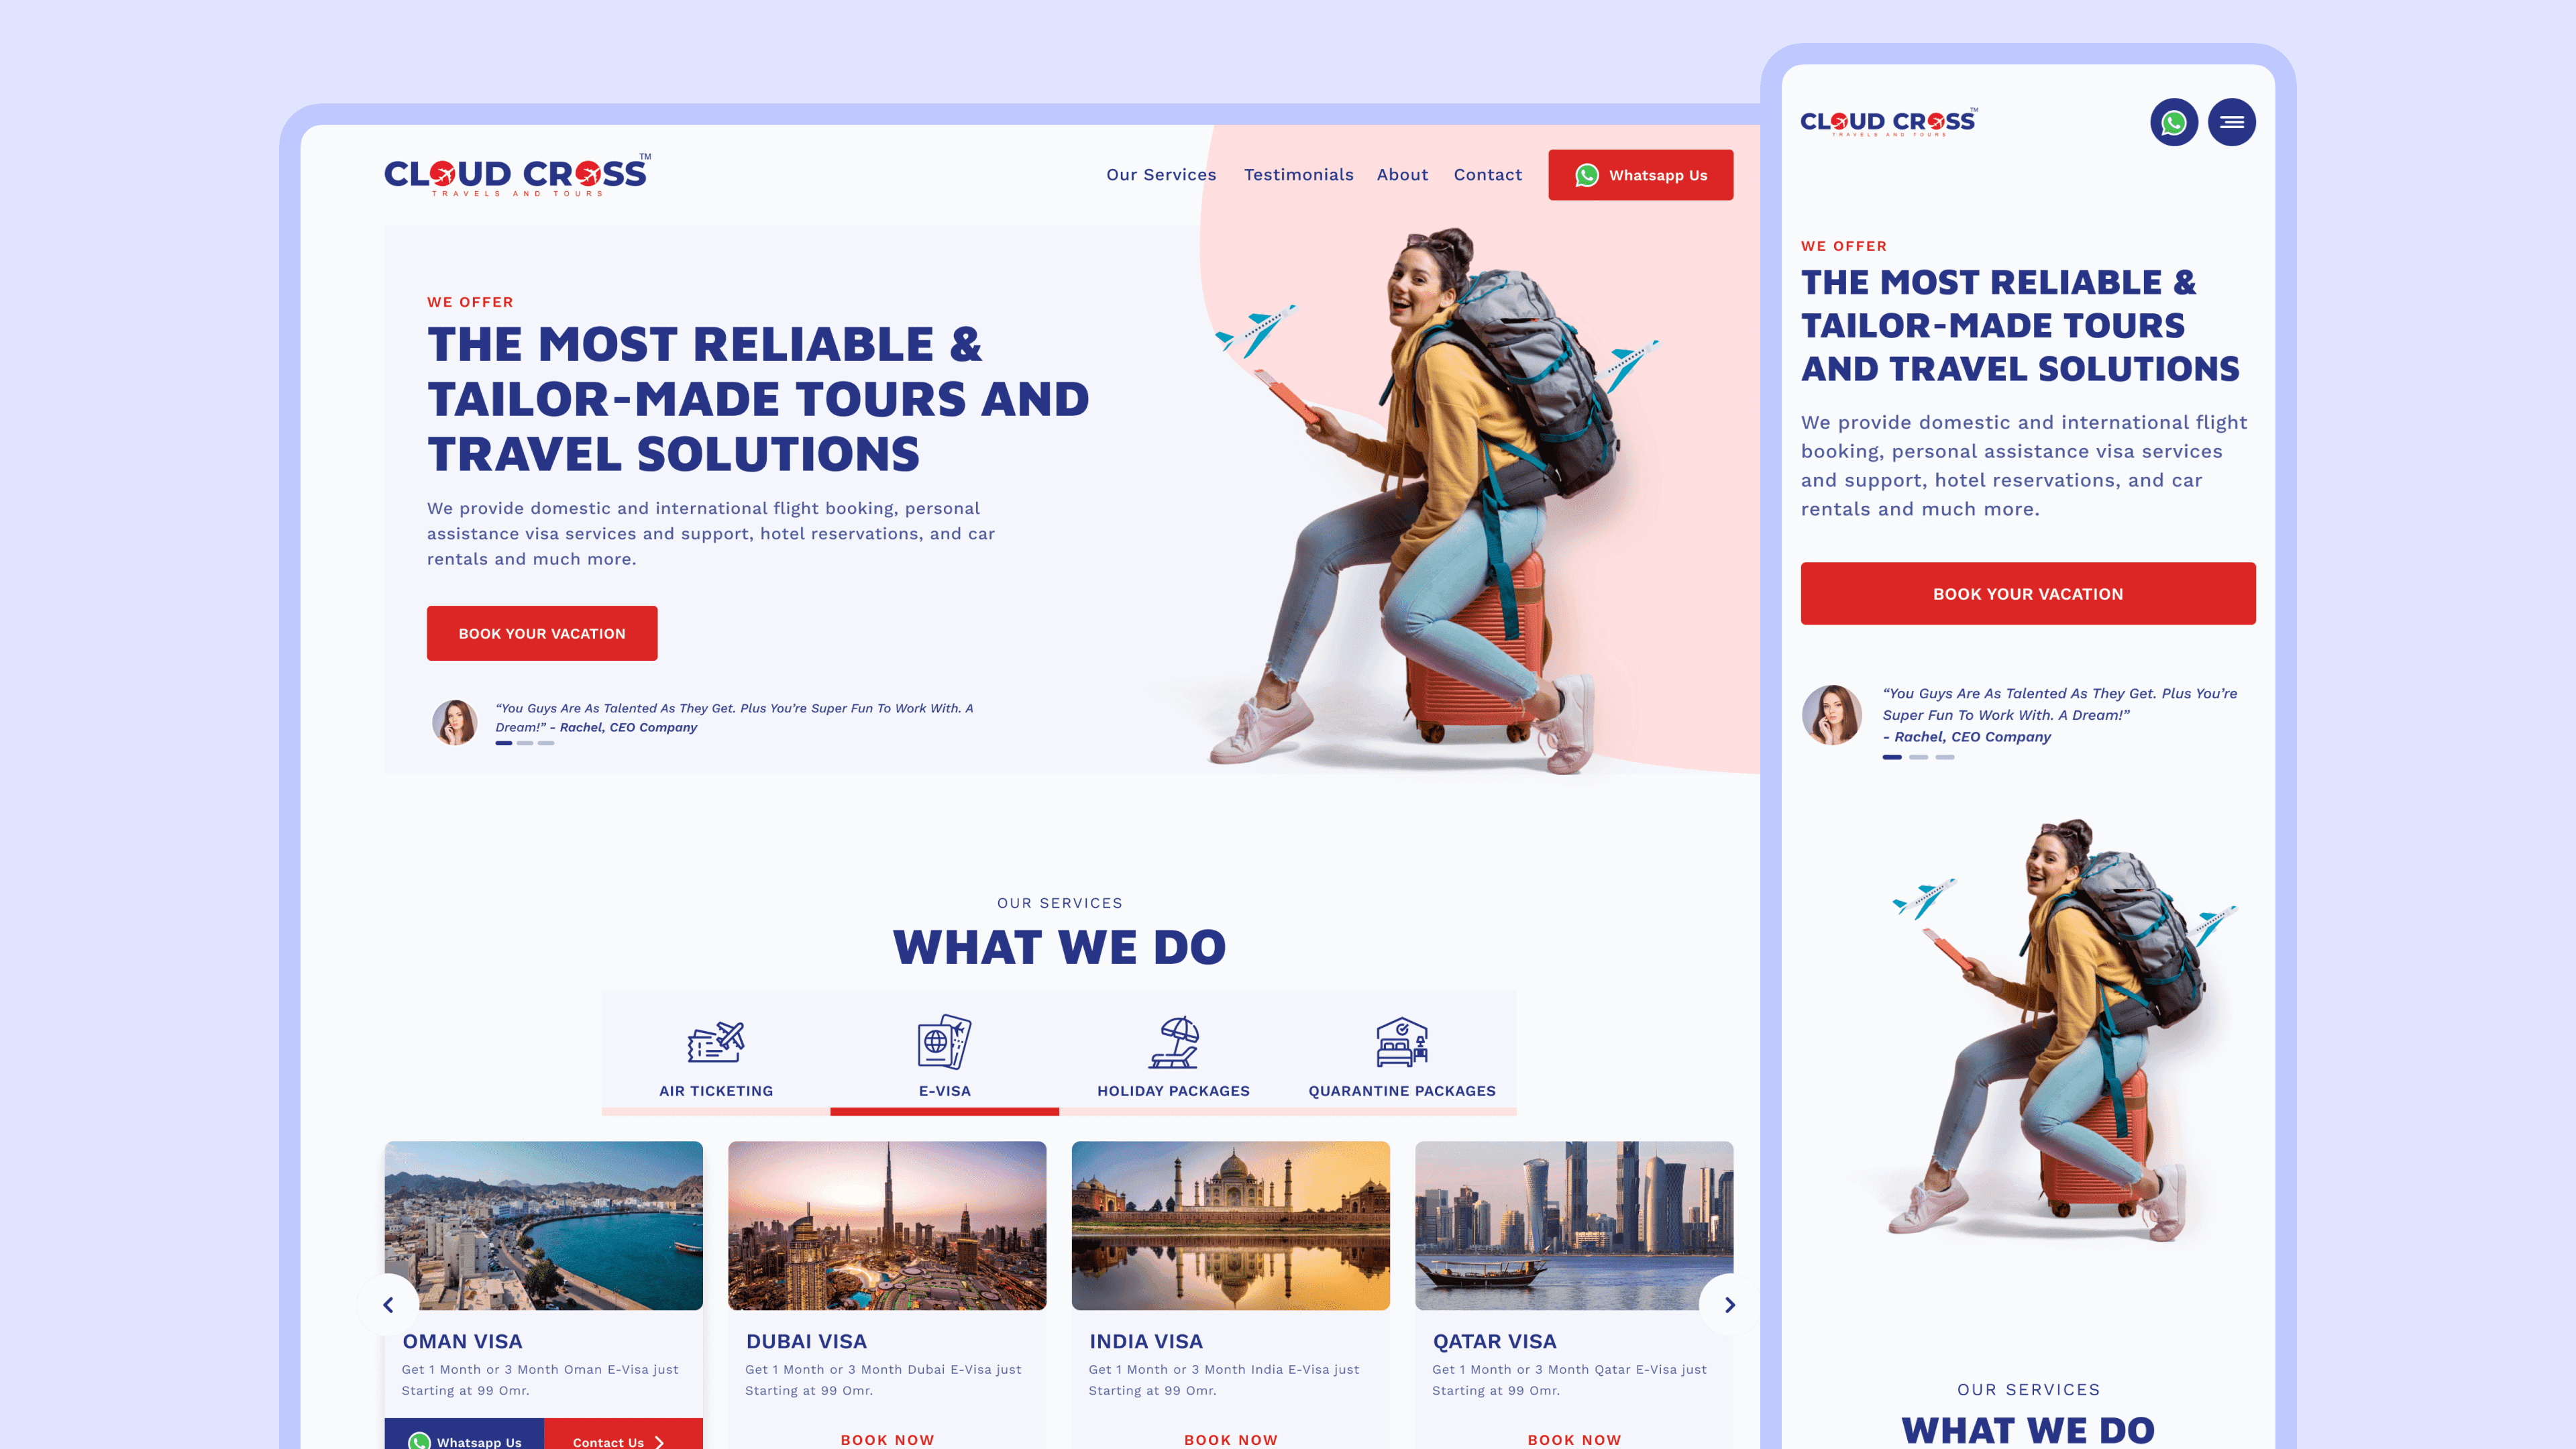 CLOUD CROSS™
TRAVELS AND TOURS
Our Services
Testimonials
About
Contact
Whatsapp Us
WE OFFER
THE MOST RELIABLE &
TAILOR-MADE TOURS AND
TRAVEL SOLUTIONS
We provide domestic and international flight booking, personal
assistance visa services and support, hotel reservations, and car
rentals and much more.
BOOK YOUR VACATION
“You Guys Are As Talented As They Get. Plus You’re Super Fun To Work With. A
Dream!” - Rachel, CEO Company
OUR SERVICES
WHAT WE DO
AIR TICKETING
E-VISA
HOLIDAY PACKAGES
QUARANTINE PACKAGES
OMAN VISA
Get 1 Month or 3 Month Oman E-Visa just
Starting at 99 Omr.
Whatsapp Us
Contact Us
DUBAI VISA
Get 1 Month or 3 Month Dubai E-Visa just
Starting at 99 Omr.
BOOK NOW
INDIA VISA
Get 1 Month or 3 Month India E-Visa just
Starting at 99 Omr.
BOOK NOW
QATAR VISA
Get 1 Month or 3 Month Qatar E-Visa just
Starting at 99 Omr.
BOOK NOW
CLOUD CROSS™
TRAVELS AND TOURS
WE OFFER
THE MOST RELIABLE &
TAILOR-MADE TOURS
AND TRAVEL SOLUTIONS
We provide domestic and international flight
booking, personal assistance visa services
and support, hotel reservations, and car
rentals and much more.
BOOK YOUR VACATION
“You Guys Are As Talented As They Get. Plus You’re
Super Fun To Work With. A Dream!”
- Rachel, CEO Company
OUR SERVICES
WHAT WE DO